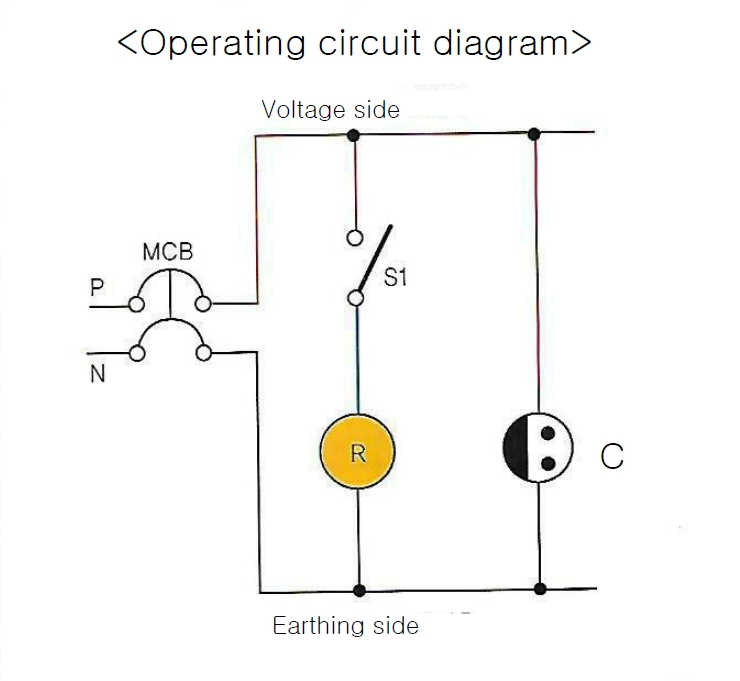 <Operating circuit diagram>
Voltage side
MCB
P
S1
N
R
C
Earthing side